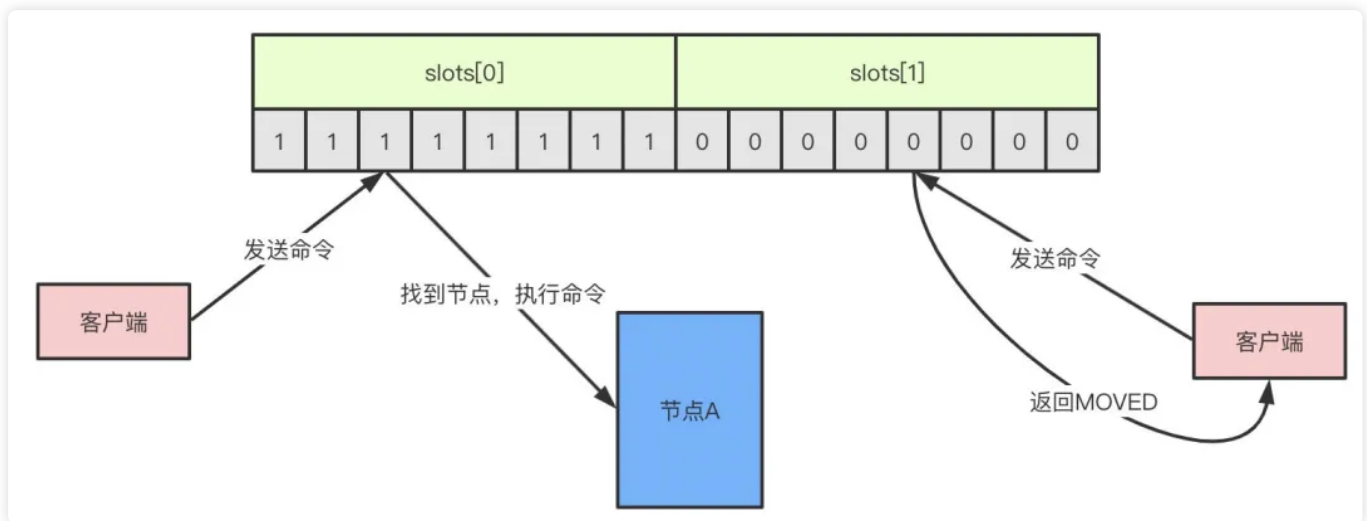 slots[0] slots[1]
1 1 1 1 1 1 1 1 0 0 0 0 0 0 0 0
发送命令
发送命令
找到节点，执行命令
客户端
客户端
节点A
返回MOVED